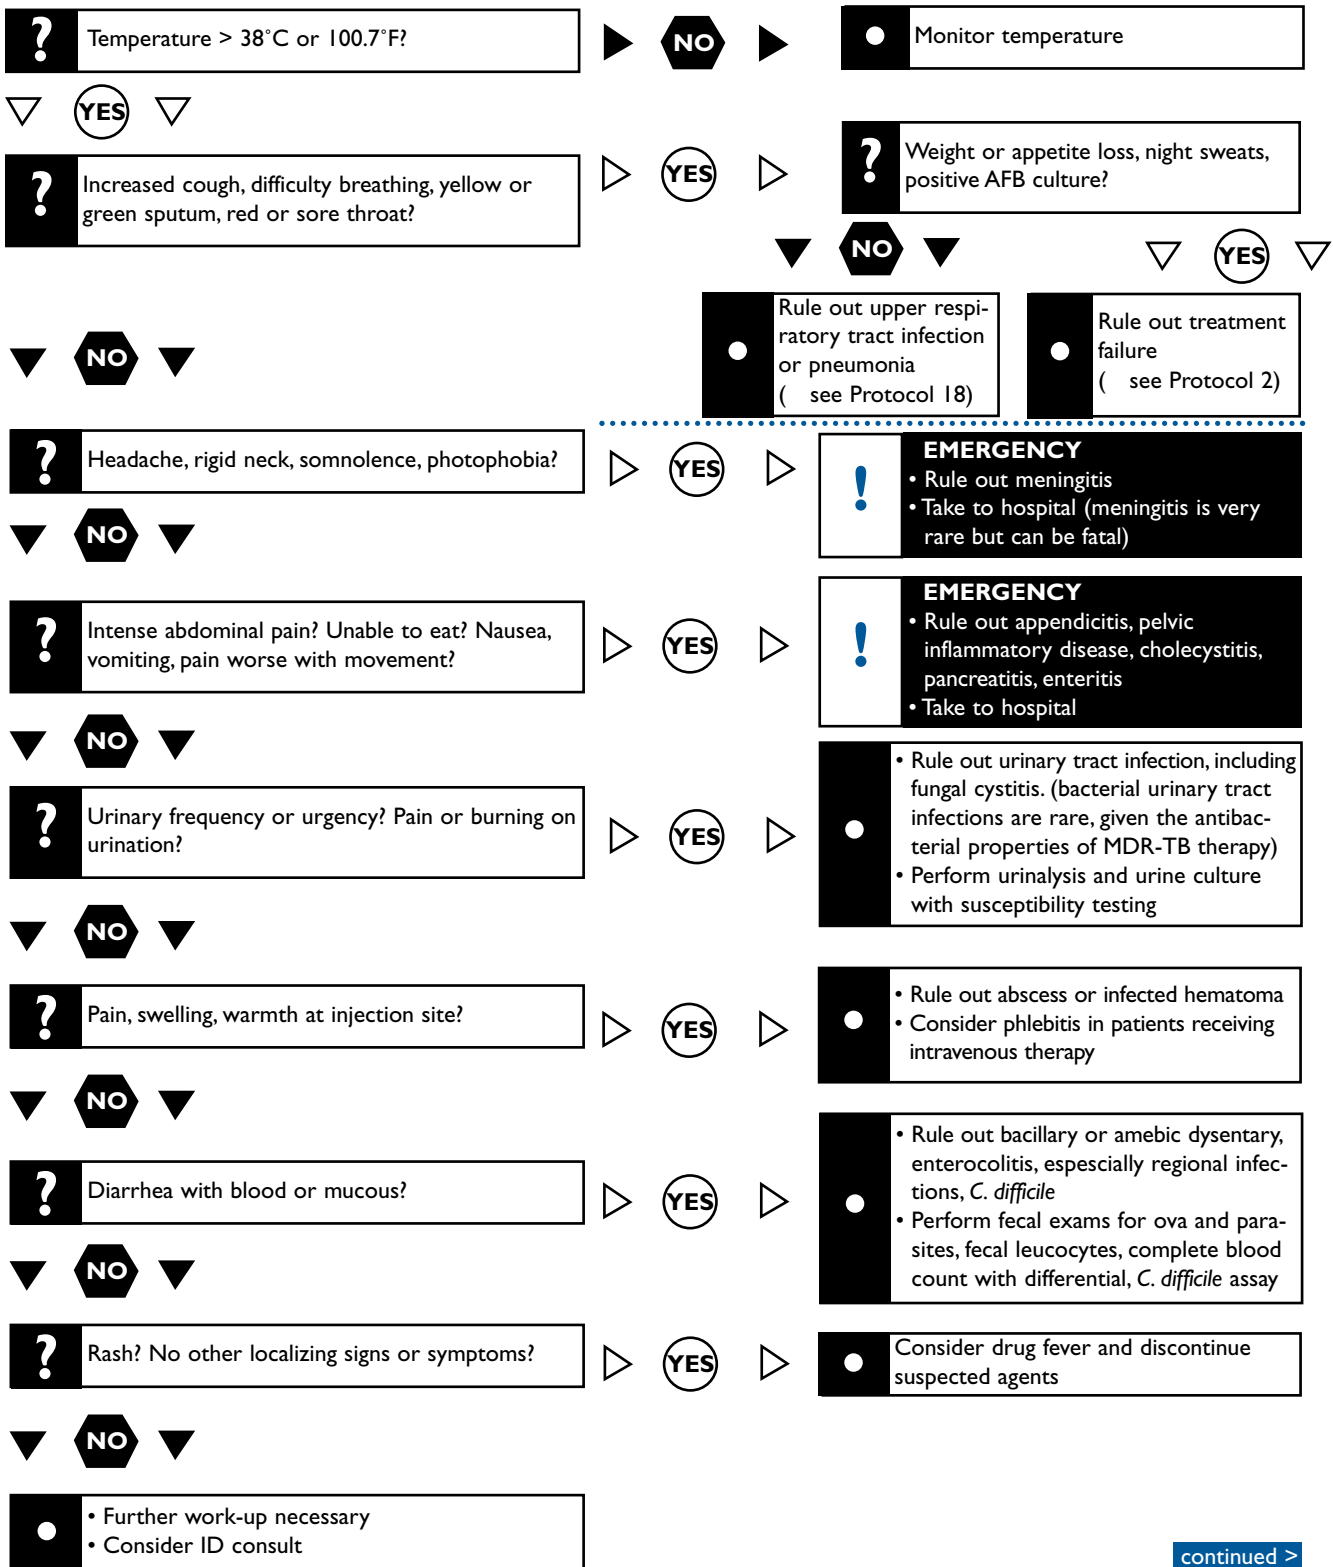 ?
Temperature > 38˚C or 100.7˚F?
NO
Monitor temperature
YES
?
Increased cough, difficulty breathing, yellow or
green sputum, red or sore throat?
YES
?
Weight or appetite loss, night sweats,
positive AFB culture?
NO
YES
Rule out upper respi-
ratory tract infection
or pneumonia
( see Protocol 18)
Rule out treatment
failure
( see Protocol 2)
NO
?
Headache, rigid neck, somnolence, photophobia?
YES
!
EMERGENCY
• Rule out meningitis
• Take to hospital (meningitis is very
rare but can be fatal)
NO
?
Intense abdominal pain? Unable to eat? Nausea,
vomiting, pain worse with movement?
YES
!
EMERGENCY
• Rule out appendicitis, pelvic
inflammatory disease, cholecystitis,
pancreatitis, enteritis
• Take to hospital
NO
?
Urinary frequency or urgency? Pain or burning on
urination?
YES
• Rule out urinary tract infection, including
fungal cystitis. (bacterial urinary tract
infections are rare, given the antibac-
terial properties of MDR-TB therapy)
• Perform urinalysis and urine culture
with susceptibility testing
NO
?
Pain, swelling, warmth at injection site?
YES
• Rule out abscess or infected hematoma
• Consider phlebitis in patients receiving
intravenous therapy
NO
?
Diarrhea with blood or mucous?
YES
• Rule out bacillary or amebic dysentary,
enterocolitis, espescially regional infec-
tions, C. difficile
• Perform fecal exams for ova and para-
sites, fecal leucocytes, complete blood
count with differential, C. difficile assay
NO
?
Rash? No other localizing signs or symptoms?
YES
Consider drug fever and discontinue
suspected agents
NO
• Further work-up necessary
• Consider ID consult
continued >